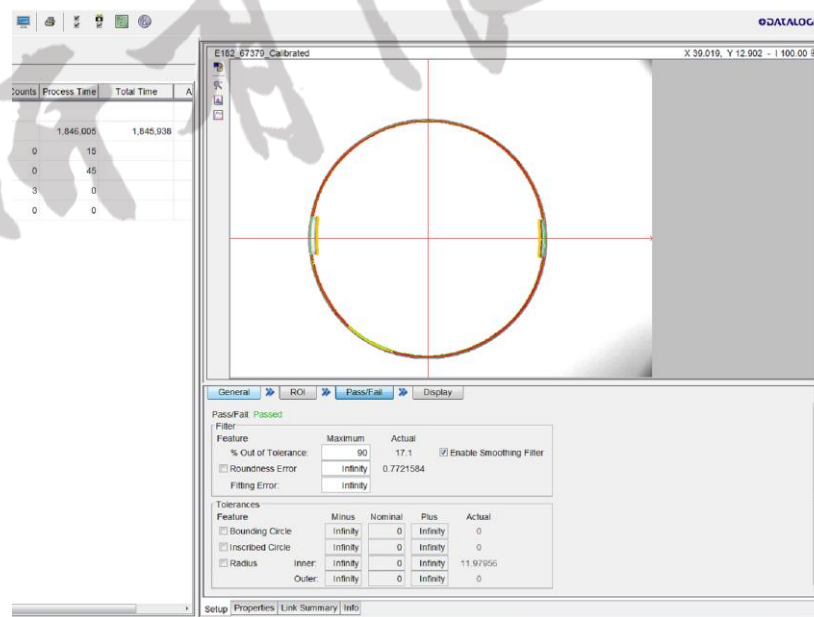 DATALOG
E182_67379_Calibrated
X 39.019, Y 12.902 - I 100.00
Counts Process Time Total Time A
1,846,005 1,845,938
0 15
0 45
3 0
0 0
General ROI Pass/Fail Display
Pass/Fail: Passed
Filter
Feature Maximum Actual
% Out of Tolerance: 90 17.1 Enable Smoothing Filter
Roundness Error Infinity 0.7721584
Fitting Error: Infinity
Tolerances
Feature Minus Nominal Plus Actual
Bounding Circle Infinity 0 Infinity 0
Inscribed Circle Infinity 0 Infinity 0
Radius Inner: Infinity 0 Infinity 11.97956
Outer: Infinity 0 Infinity 0
Setup Properties Link Summary Info